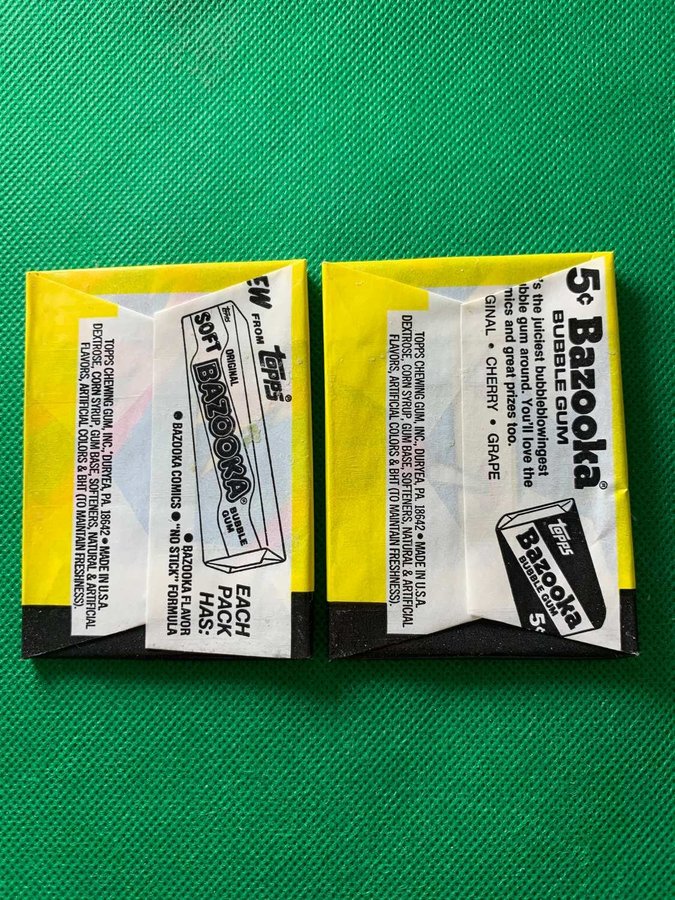 EW FROM topps®
topps
ORIGINAL
SOFT BAZOOKA®
BUBBLE
GUM
EACH
PACK
HAS:
● BAZOOKA FLAVOR
● BAZOOKA COMICS ● "NO STICK" FORMULA
TOPPS CHEWING GUM, INC., DURYEA, PA. 18642 • MADE IN U.S.A.
DEXTROSE, CORN SYRUP, GUM BASE, SOFTENERS, NATURAL & ARTIFICIAL
FLAVORS, ARTIFICIAL COLORS & BHT (TO MAINTAIN FRESHNESS).
5¢ Bazooka®
BUBBLE GUM
's the juiciest bubbleblowingest
bble gum around. You'll love the
mics and great prizes too.
GINAL • CHERRY • GRAPE
topps
Bazooka
BUBBLE GUM
5¢
TOPPS CHEWING GUM, INC., DURYEA, PA. 18642 • MADE IN U.S.A.
DEXTROSE, CORN SYRUP, GUM BASE, SOFTENERS, NATURAL & ARTIFICIAL
FLAVORS, ARTIFICIAL COLORS & BHT (TO MAINTAIN FRESHNESS).